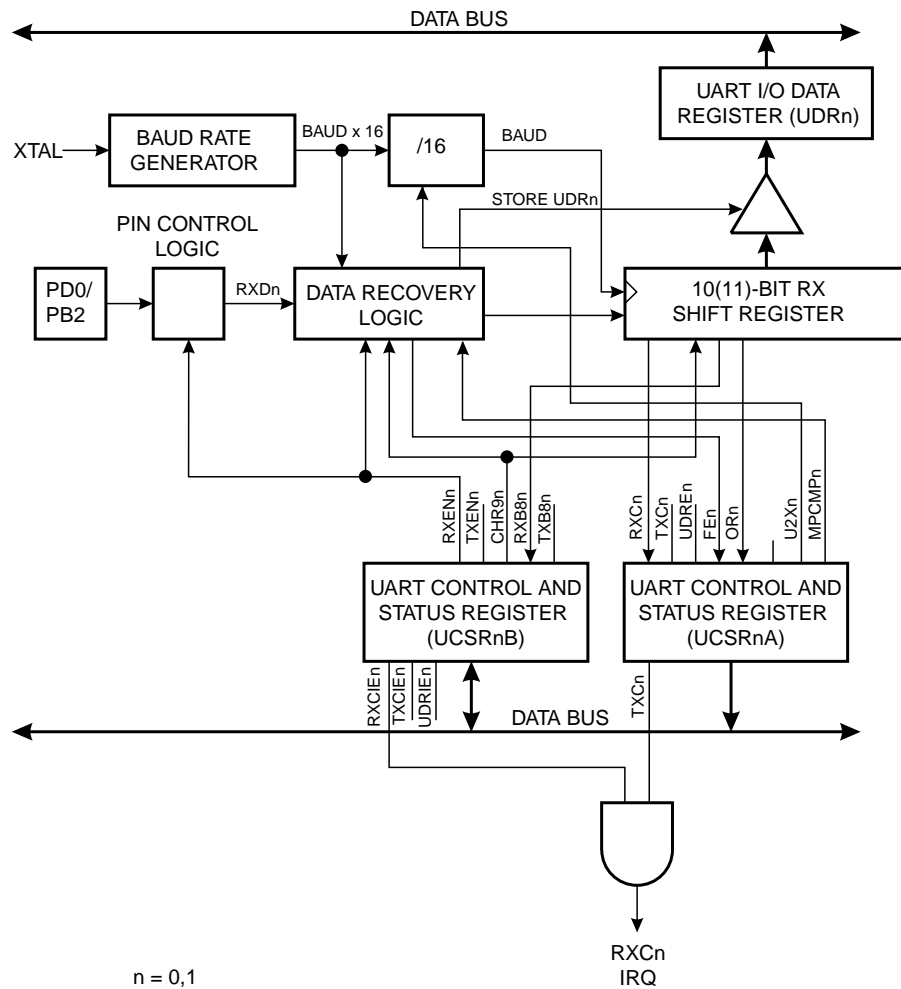 DATA BUS
UART I/O DATA
REGISTER (UDRn)
BAUD RATE
GENERATOR
BAUD x 16
/16
BAUD
XTAL
STORE UDRn
PIN CONTROL
LOGIC
PD0/
PB2
RXDn
DATA RECOVERY
LOGIC
10(11)-BIT RX
SHIFT REGISTER
RXENn
TXENn
CHR9n
RXB8n
TXB8n
RXCn
TXCn
UDREn
FEn
ORn
U2Xn
MPCMPn
UART CONTROL AND
STATUS REGISTER
(UCSRnB)
UART CONTROL AND
STATUS REGISTER
(UCSRnA)
RXCIEn
TXCIEn
UDRIEn
TXCn
DATA BUS
RXCn
IRQ
n = 0,1